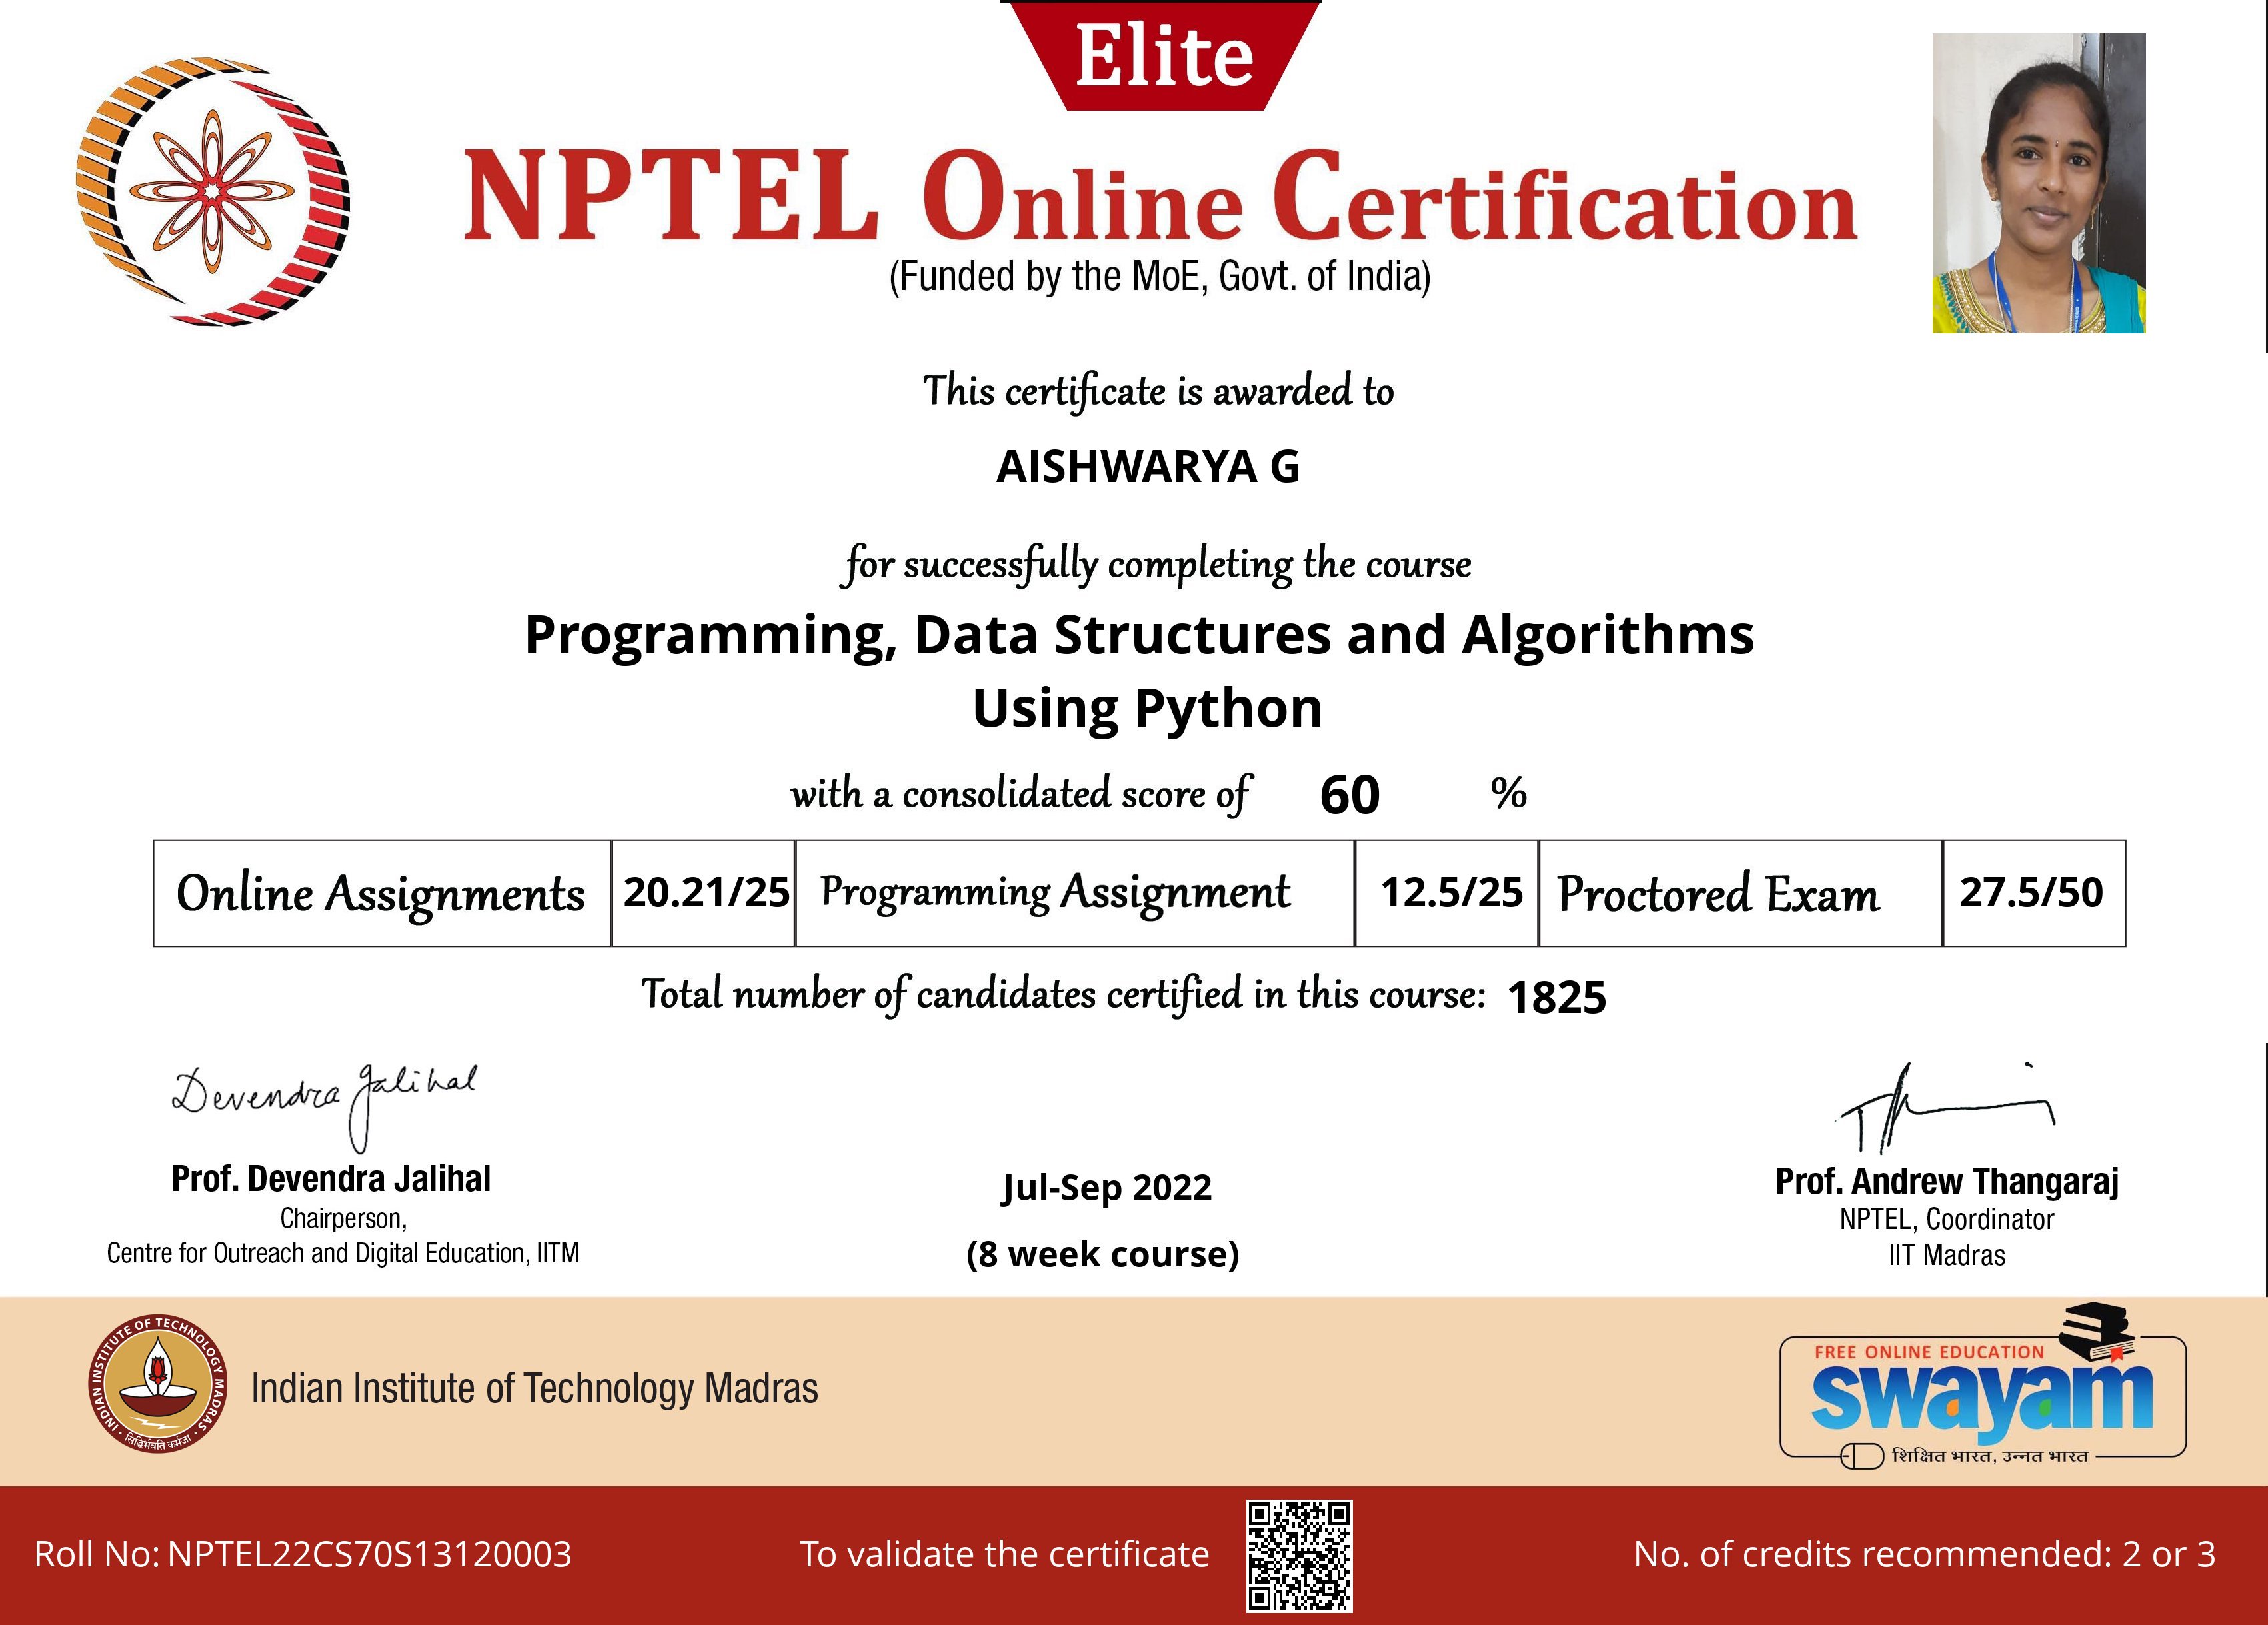 Elite
NPTEL Online Certification
(Funded by the MoE, Govt. of India)
This certificate is awarded to
AISHWARYA G
for successfully completing the course
Programming, Data Structures and Algorithms
Using Python
with a consolidated score of 60 %
Online Assignments 20.21/25 Programming Assignment 12.5/25 Proctored Exam 27.5/50
Total number of candidates certified in this course: 1825
Devendra Jalihal
Prof. Devendra Jalihal
Chairperson,
Centre for Outreach and Digital Education, IITM
Jul-Sep 2022
(8 week course)
Prof. Andrew Thangaraj
NPTEL, Coordinator
IIT Madras
INDIAN INSTITUTE OF TECHNOLOGY MADRAS
सिद्धिर्भवति कर्मजा
Indian Institute of Technology Madras
FREE ONLINE EDUCATION
swayam
शिक्षित भारत, उन्नत भारत
Roll No: NPTEL22CS70S13120003
To validate the certificate
No. of credits recommended: 2 or 3